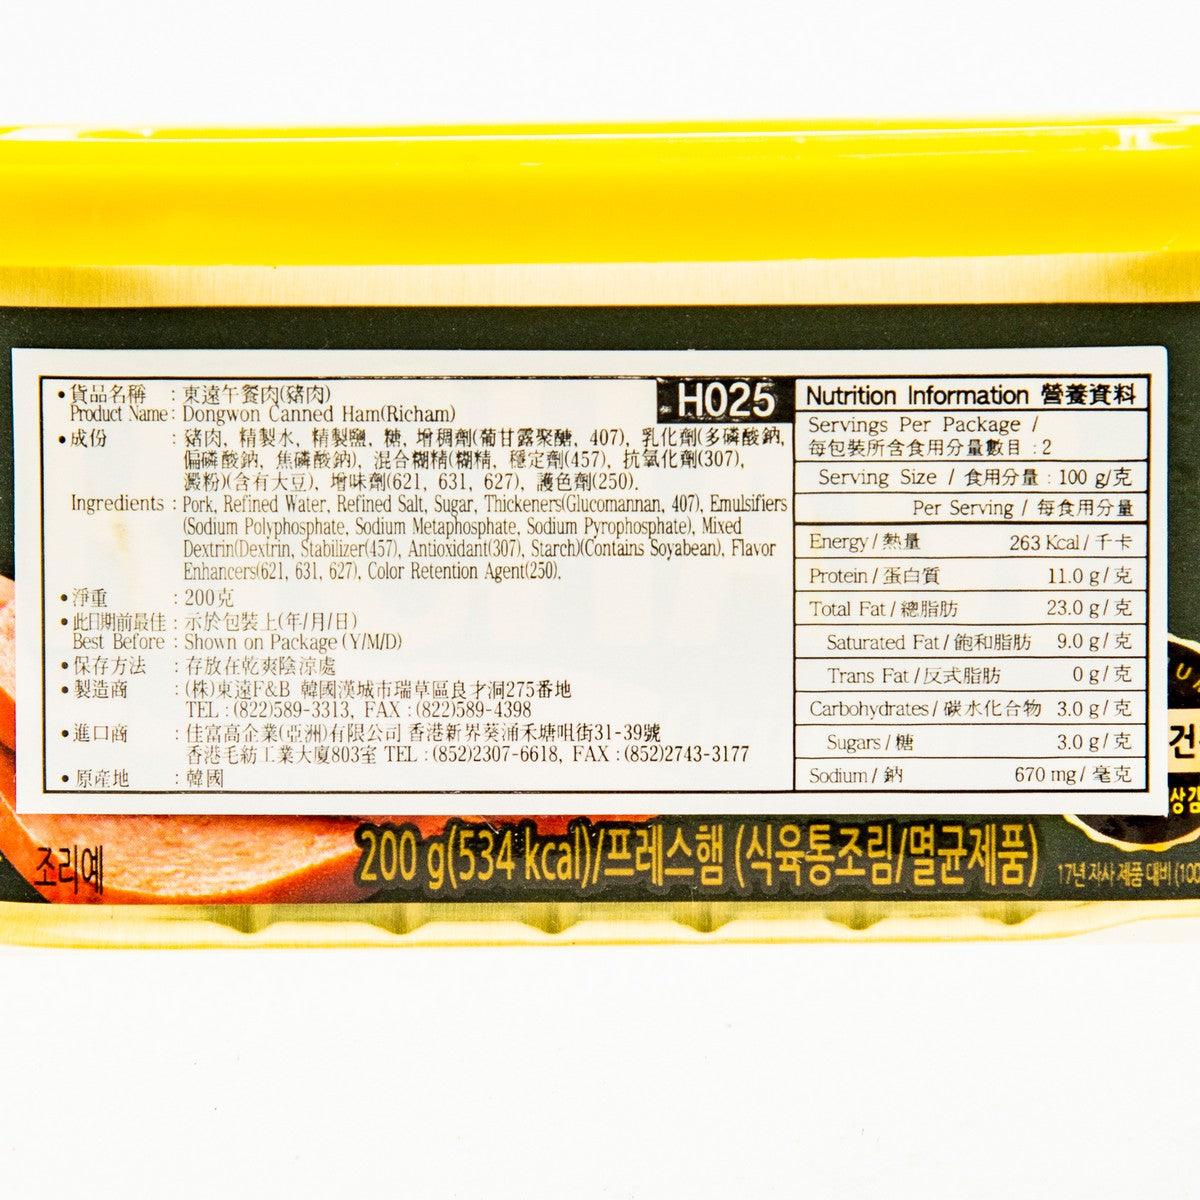 •貨品名稱 : 東遠午餐肉(豬肉)
Product Name : Dongwon Canned Ham(Richam)
H025
•成份 : 豬肉, 精製水, 精製鹽, 糖, 增稠劑(葡甘露聚醣, 407), 乳化劑(多磷酸鈉,
偏磷酸鈉, 焦磷酸鈉), 混合糊精(糊精, 穩定劑(457), 抗氧化劑(307),
澱粉)(含有大豆), 增味劑(621, 631, 627), 護色劑(250).
Ingredients : Pork, Refined Water, Refined Salt, Sugar, Thickeners(Glucomannan, 407), Emulsifiers
(Sodium Polyphosphate, Sodium Metaphosphate, Sodium Pyrophosphate), Mixed
Dextrin(Dextrin, Stabilizer(457), Antioxidant(307), Starch)(Contains Soyabean), Flavor
Enhancers(621, 631, 627), Color Retention Agent(250).
•淨重 : 200克
•此日期前最佳 : 示於包裝上(年/月/日)
Best Before : Shown on Package (Y/M/D)
•保存方法 : 存放在乾爽陰涼處
•製造商 : (株)東遠F&B 韓國漢城市瑞草區良才洞275番地
TEL : (822)589-3313, FAX : (822)589-4398
•進口商 : 佳富高企業(亞洲)有限公司 香港新界葵涌禾塘咀街31-39號
香港毛紡工業大廈803室 TEL : (852)2307-6618, FAX : (852)2743-3177
•原産地 : 韓國
Nutrition Information 營養資料
Servings Per Package /
每包裝所含食用分量數目 : 2
Serving Size / 食用分量 : 100 g/克
Per Serving / 每食用分量
Energy / 熱量 263 Kcal / 千卡
Protein / 蛋白質 11.0 g / 克
Total Fat / 總脂肪 23.0 g / 克
Saturated Fat / 飽和脂肪 9.0 g / 克
Trans Fat / 反式脂肪 0 g / 克
Carbohydrates / 碳水化合物 3.0 g / 克
Sugars / 糖 3.0 g / 克
Sodium / 鈉 670 mg / 毫克
건
상감
조리예
200 g(534 kcal)/프레스햄 (식육통조림/멸균제품)
17년 자사 제품 대비 (100